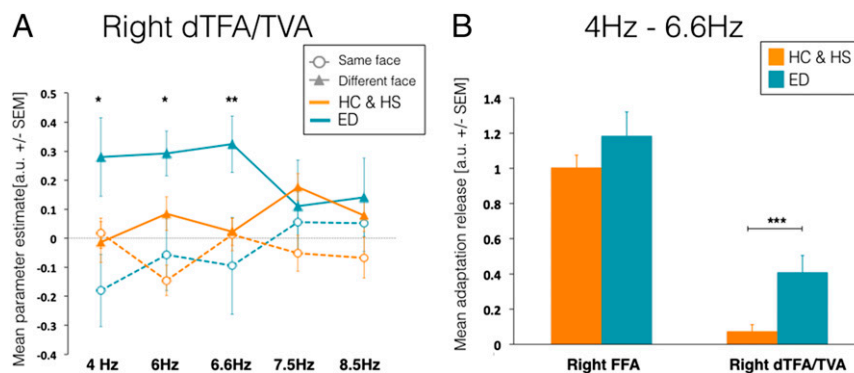 A Right dTFA/TVA
Same face
Different face
HC & HS
ED
Mean parameter estimate[a.u. +/- SEM]
0.5
0.4
0.3
0.2
0.1
0
-0.1
-0.2
-0.3
-0.4
* * **
4 Hz 6Hz 6.6Hz 7.5Hz 8.5Hz
B 4Hz - 6.6Hz
HC & HS
ED
Mean adaptation release [a.u. +/- SEM]
1.4
1.2
1
0.8
0.6
0.4
0.2
0
***
Right FFA Right dTFA/TVA